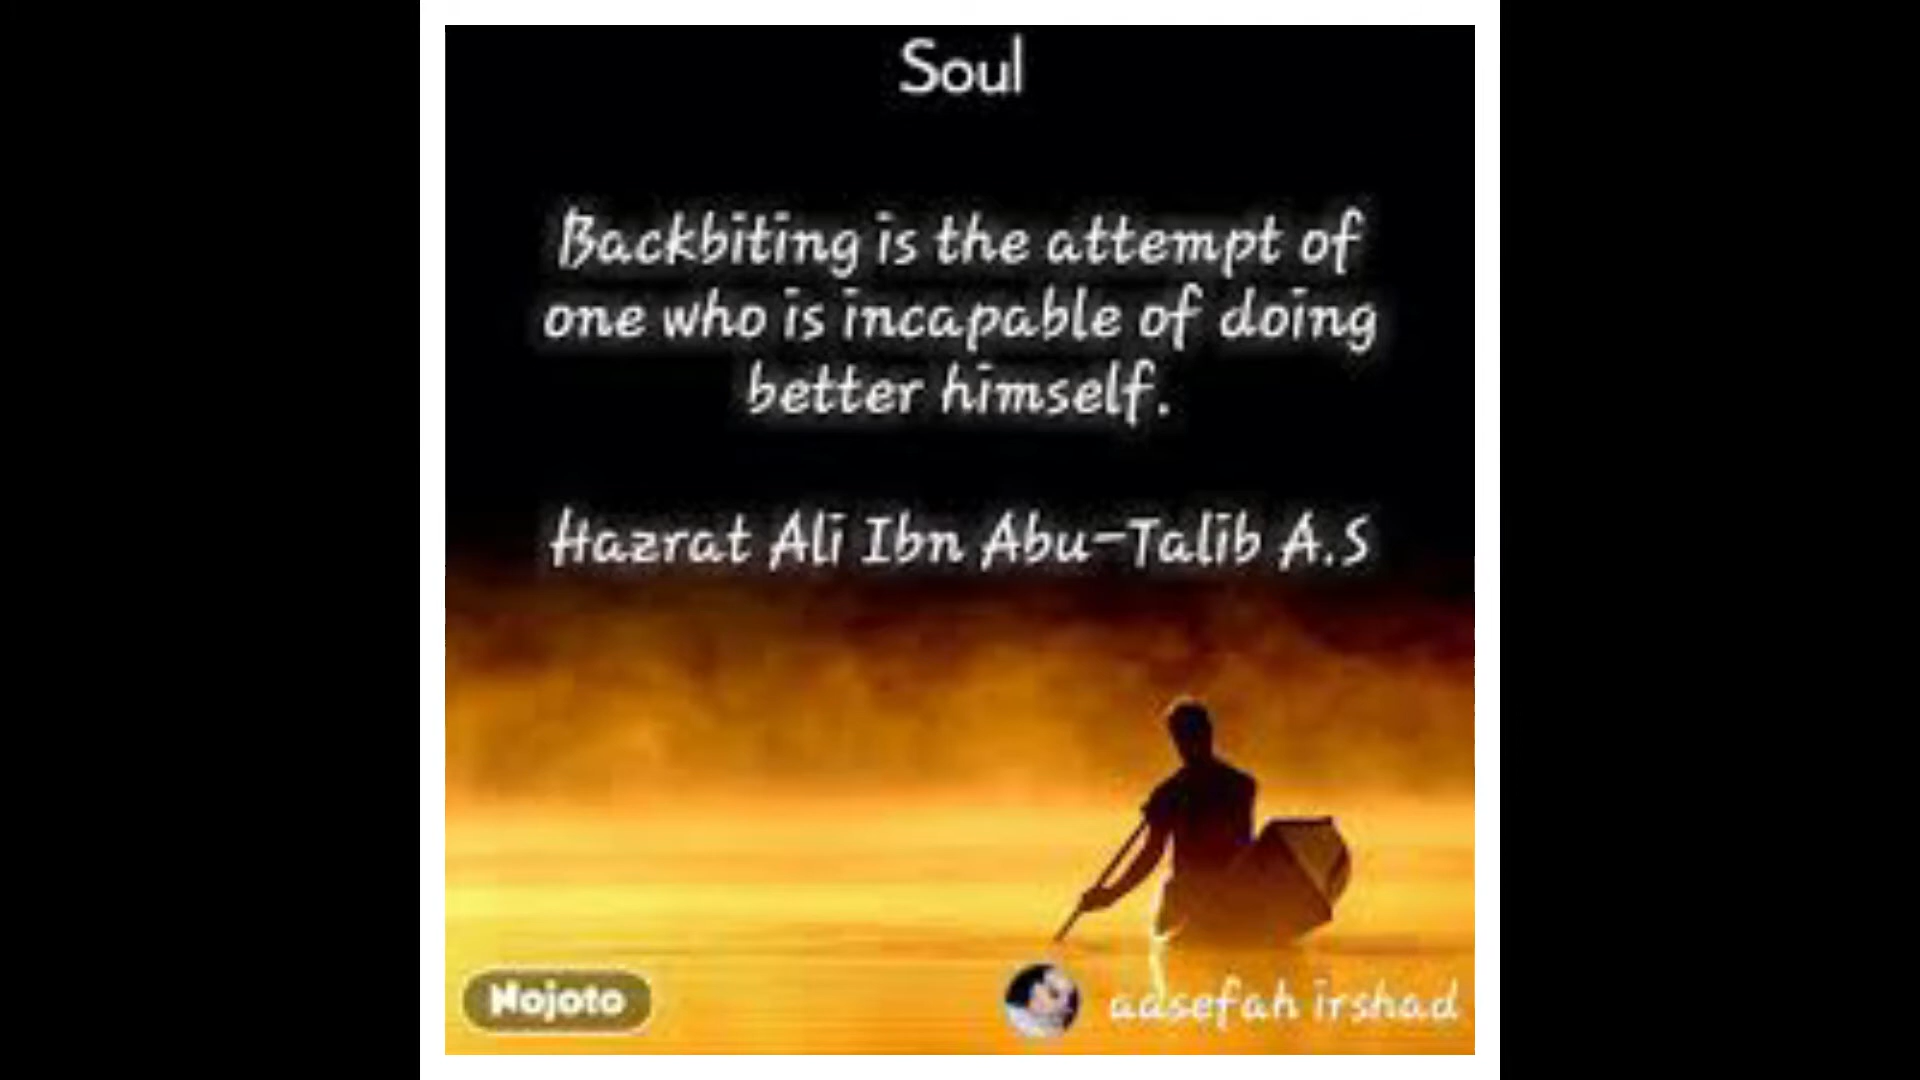 Soul
Backbiting is the attempt of
one who is incapable of doing
better himself.
Hazrat Ali Ibn Abu-Talib A.S
Nojoto
aasefah irshad